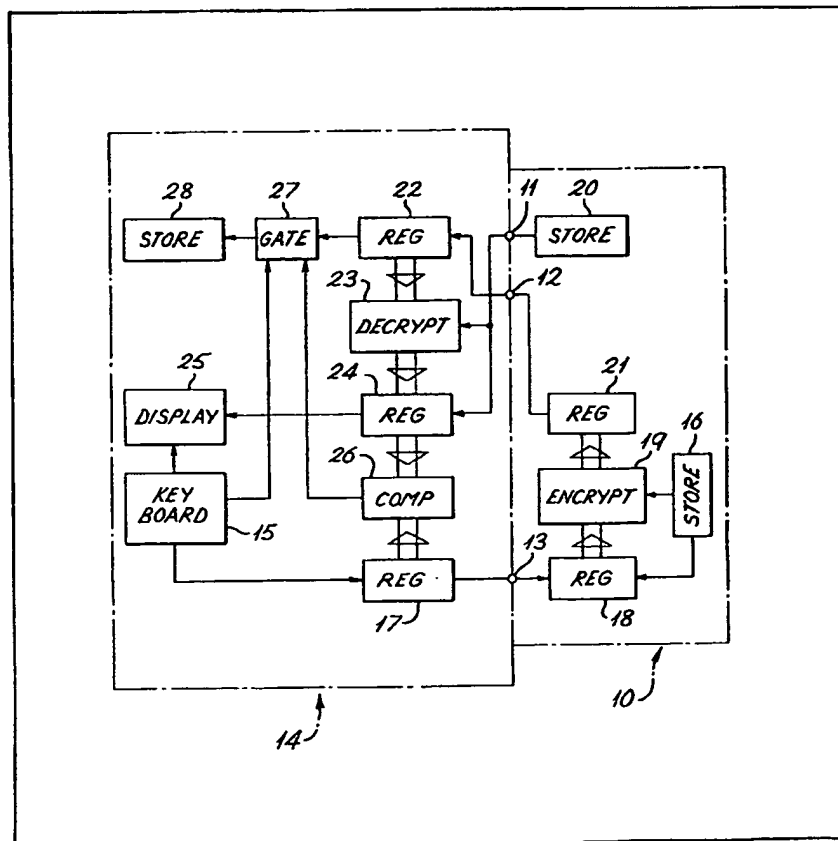 28
27
22
11
20
STORE
GATE
REG
STORE
23
12
DECRYPT
25
24
21
16
DISPLAY
REG
REG
26
19
KEY
BOARD
COMP
ENCRYPT
STORE
15
13
REG
REG
17
18
14
10